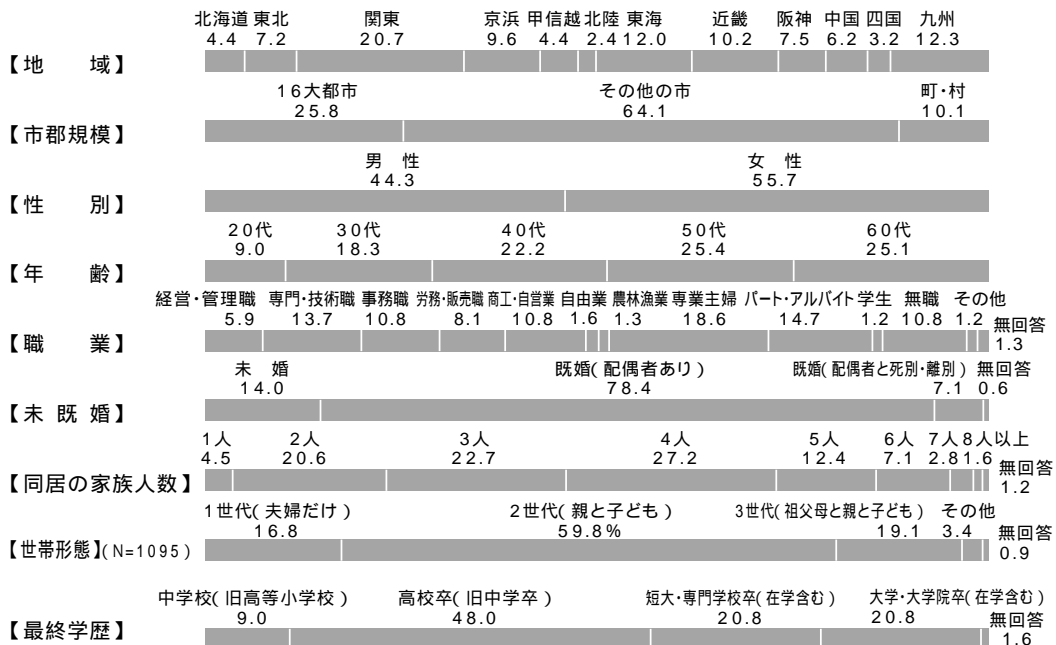 北海道 東北 関東 京浜 甲信越 北陸 東海 近畿 阪神 中国 四国 九州
4.4 7.2 20.7 9.6 4.4 2.4 12.0 10.2 7.5 6.2 3.2 12.3
【地 域】
16大都市 その他の市 町・村
25.8 64.1 10.1
【市郡規模】
男 性 女 性
44.3 55.7
【性 別】
20代 30代 40代 50代 60代
9.0 18.3 22.2 25.4 25.1
【年 齢】
経営・管理職 専門・技術職 事務職 労務・販売職 商工・自営業 自由業 農林漁業 専業主婦 パート・アルバイト 学生 無職 その他
5.9 13.7 10.8 8.1 10.8 1.6 1.3 18.6 14.7 1.2 10.8 1.2 無回答
【職 業】 1.3
未 婚 既婚(配偶者あり) 既婚(配偶者と死別・離別) 無回答
14.0 78.4 7.1 0.6
【未 既 婚】
1人 2人 3人 4人 5人 6人 7人 8人以上
4.5 20.6 22.7 27.2 12.4 7.1 2.8 1.6 無回答
【同居の家族人数】 1.2
1世代(夫婦だけ) 2世代(親と子ども) 3世代(祖父母と親と子ども) その他
16.8 59.8% 19.1 3.4 無回答
【世帯形態】(N=1095) 0.9
中学校(旧高等小学校) 高校卒(旧中学卒) 短大・専門学校卒(在学含む) 大学・大学院卒(在学含む)
9.0 48.0 20.8 20.8 無回答
【最終学歴】 1.6